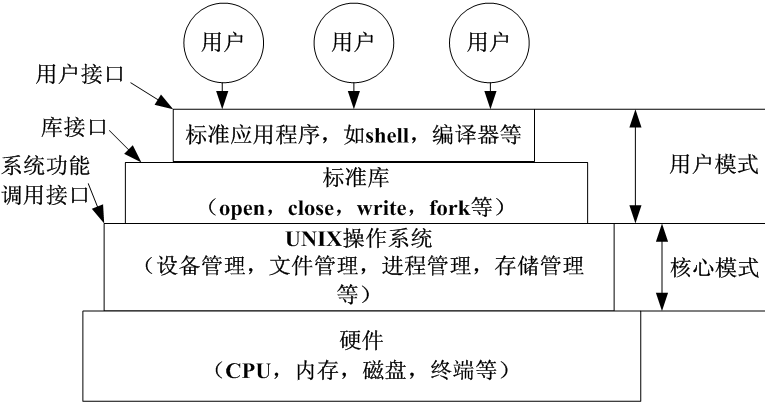 用户
用户
用户
用户接口
库接口
系统功能
调用接口
标准应用程序，如shell，编译器等
标准库
（open，close，write，fork等）
UNIX操作系统
（设备管理，文件管理，进程管理，存储管理
等）
硬件
（CPU，内存，磁盘，终端等）
用户模式
核心模式